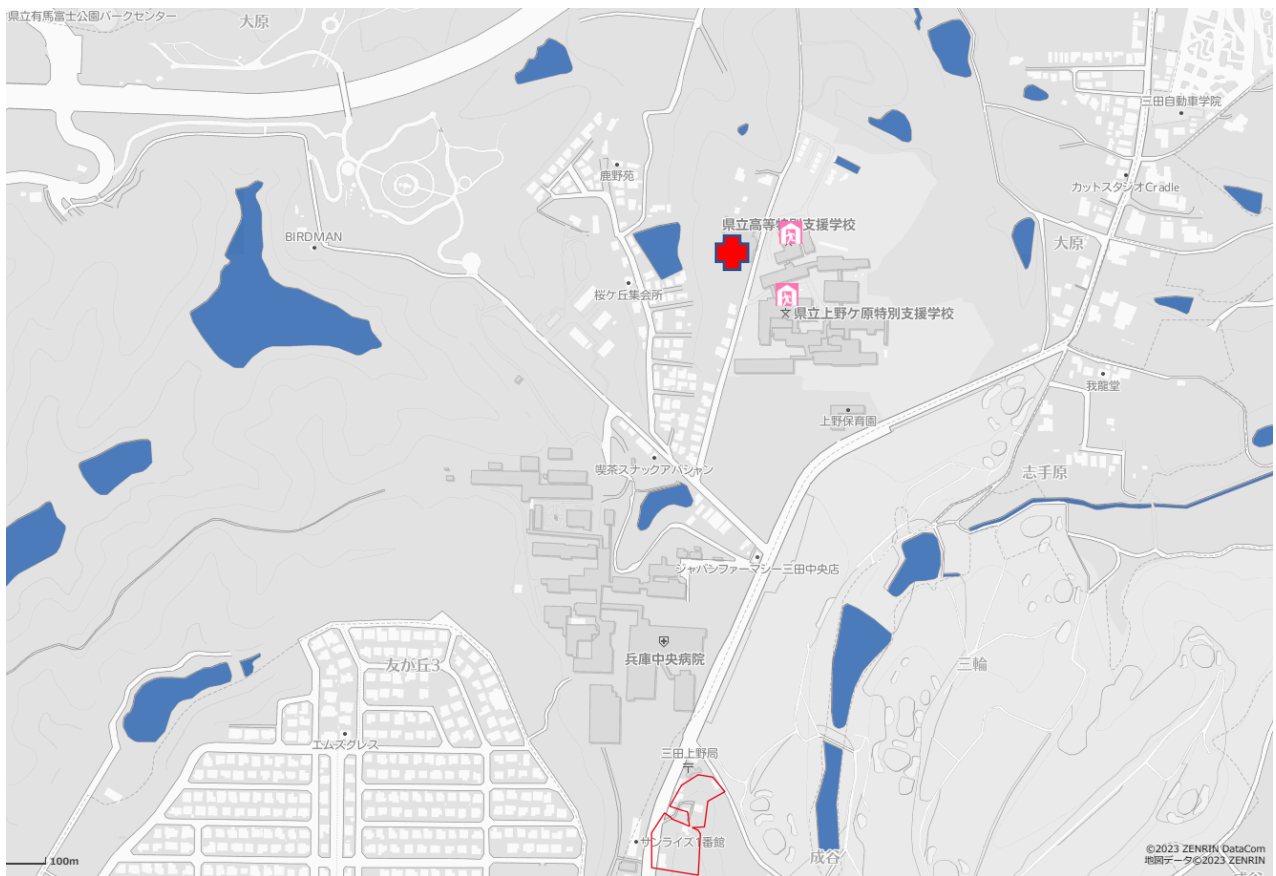 県立有馬富士公園パークセンター
大原
三田自動車学院
鹿野苑
カットスタジオCradle
県立高等特別支援学校
BIRDMAN
大原
桜ケ丘集会所
県立上野ケ原特別支援学校
我龍堂
上野保育園
喫茶スナックアバシャン
志手原
ジャパンファーマシー三田中央店
兵庫中央病院
友が丘3
三輪
エムズクレス
三田上野局
サンライズ1番館
成谷
100m
©2023 ZENRIN DataCom
地図データ©2023 ZENRIN